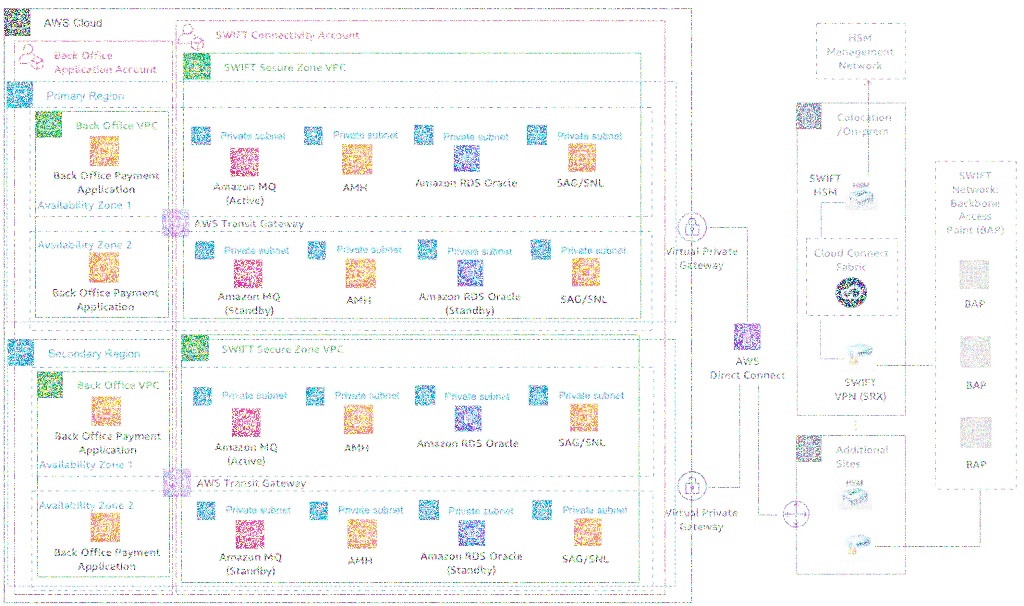 AWS Cloud
SWIFT Connectivity Account
Back Office
Application Account
SWIFT Secure Zone VPC
Primary Region
Back Office VPC
Back Office Payment
Application
Availability Zone 1
Private subnet
Private subnet
Private subnet
Private subnet
Amazon MQ
(Active)
AMH
Amazon RDS Oracle
SAG/SNL
AWS Transit Gateway
Availability Zone 2
Back Office Payment
Application
Private subnet
Private subnet
Private subnet
Private subnet
Amazon MQ
(Standby)
AMH
Amazon RDS Oracle
(Standby)
SAG/SNL
Secondary Region
SWIFT Secure Zone VPC
Back Office VPC
Back Office Payment
Application
Availability Zone 1
Private subnet
Private subnet
Private subnet
Private subnet
Amazon MQ
(Active)
AMH
Amazon RDS Oracle
SAG/SNL
AWS Transit Gateway
Availability Zone 2
Back Office Payment
Application
Private subnet
Private subnet
Private subnet
Private subnet
Amazon MQ
(Standby)
AMH
Amazon RDS Oracle
(Standby)
SAG/SNL
Virtual Private
Gateway
AWS
Direct Connect
Virtual Private
Gateway
HSM
Management
Network
Colocation
/On-prem
SWIFT
HSM
HSM
Cloud Connect
Fabric
SWIFT
VPN (SRX)
Additional
Sites
HSM
SWIFT
Network:
Backbone
Access
Point (BAP)
BAP
BAP
BAP